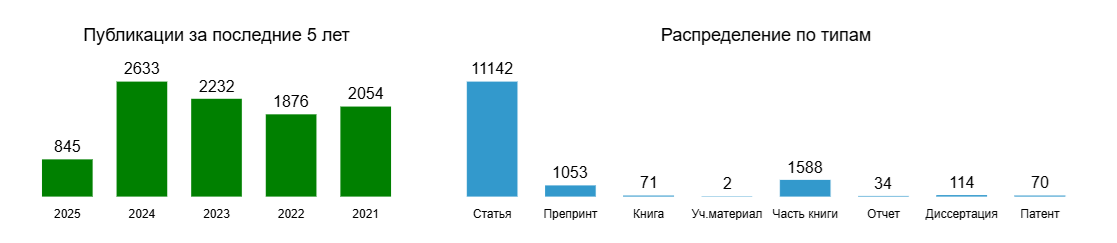 Публикации за последние 5 лет
845
2633
2232
1876
2054
2025
2024
2023
2022
2021
Распределение по типам
11142
1053
71
2
1588
34
114
70
Статья
Препринт
Книга
Уч.материал
Часть книги
Отчет
Диссертация
Патент